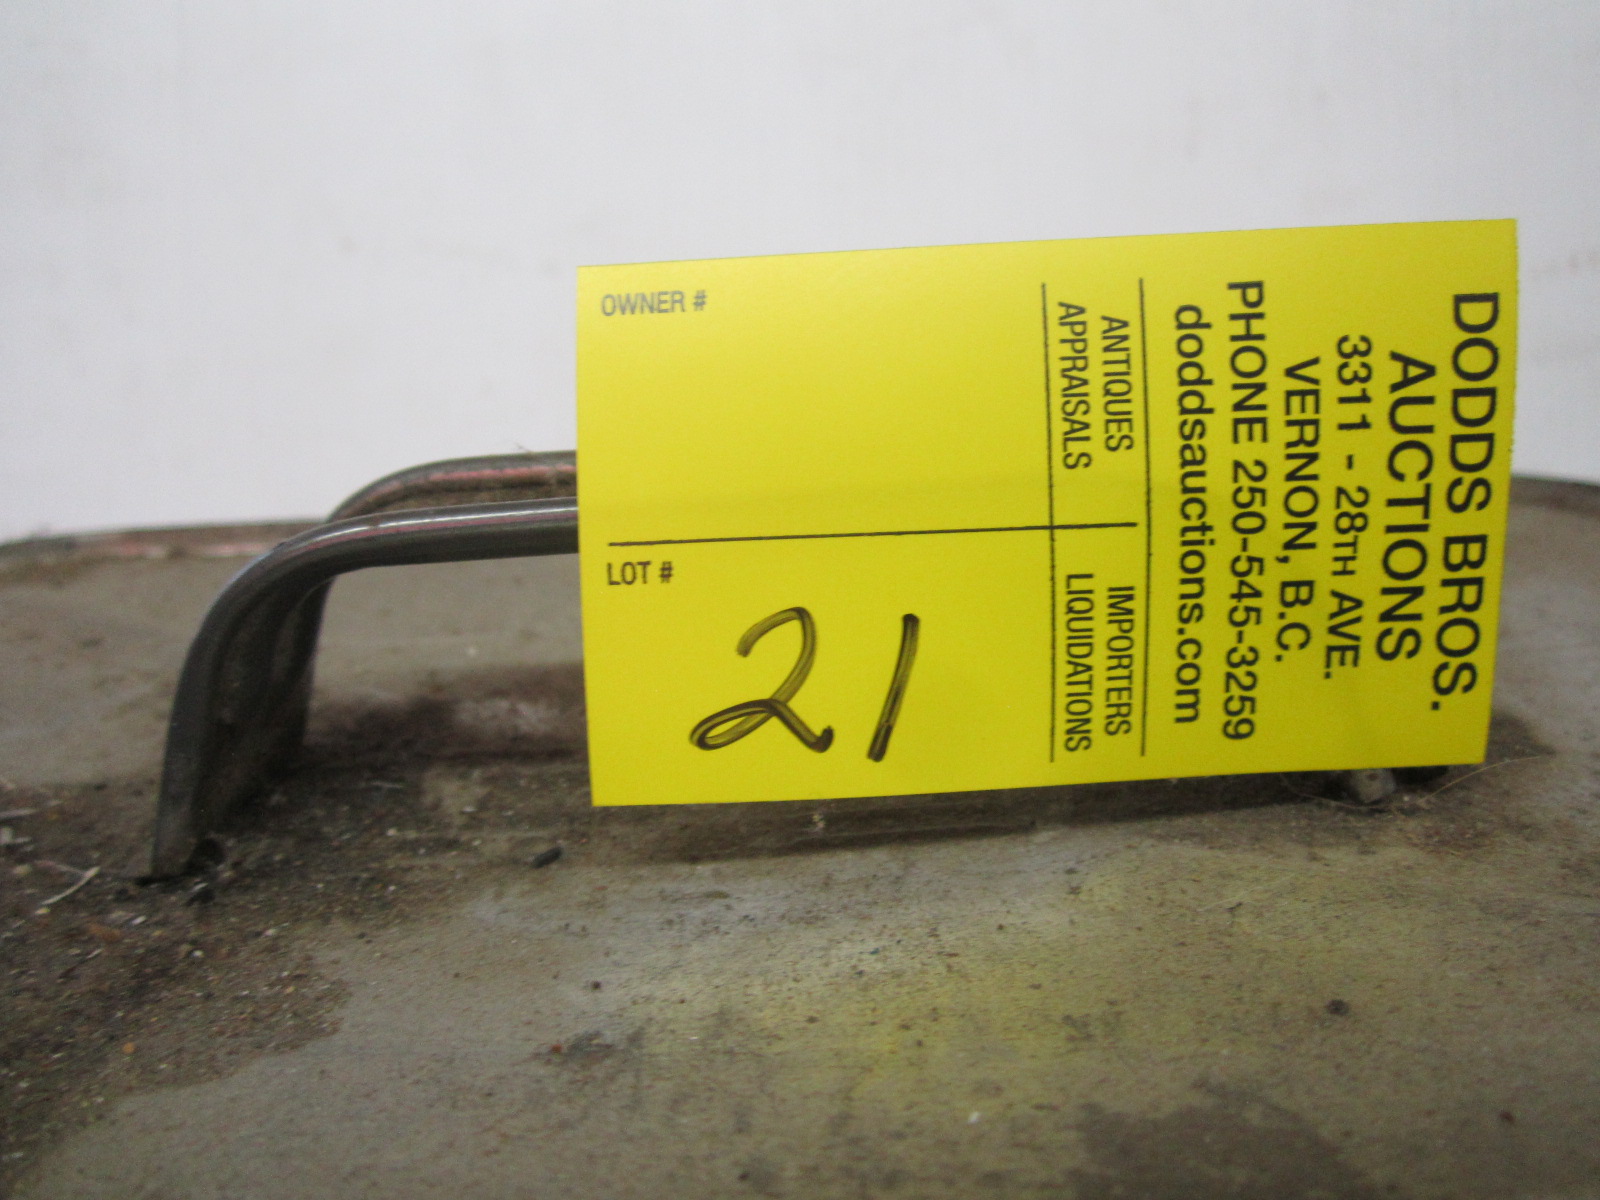 DODDS BROS.
AUCTIONS
3311 - 28TH AVE.
VERNON, B.C.
PHONE 250-545-3259
doddsauctions.com
ANTIQUES IMPORTERS
APPRAISALS LIQUIDATIONS
OWNER #
LOT #
21